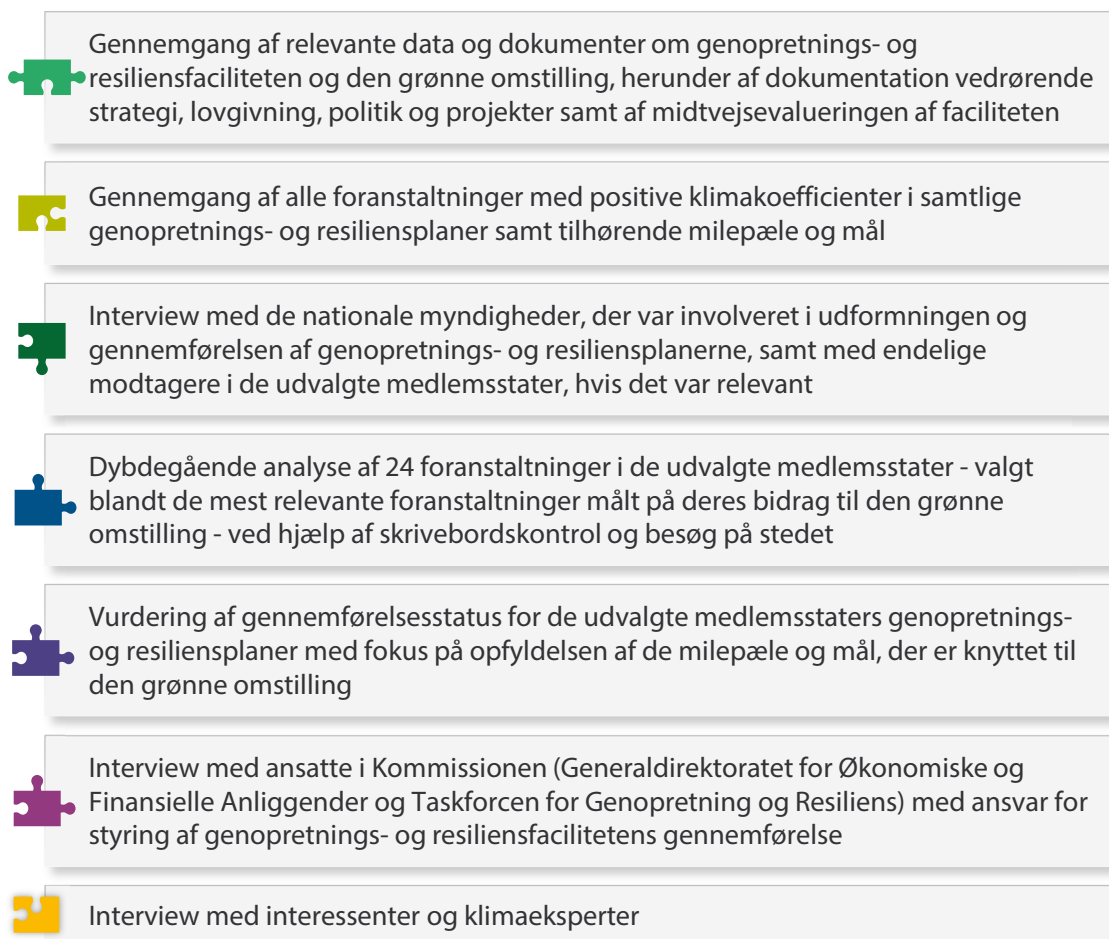 Gennemgang af relevante data og dokumenter om genopretnings- og
resiliensfaciliteten og den grønne omstilling, herunder af dokumentation vedrørende
strategi, lovgivning, politik og projekter samt af midtvejsevalueringen af faciliteten
Gennemgang af alle foranstaltninger med positive klimakoefficienter i samtlige
genopretnings- og resiliensplaner samt tilhørende milepæle og mål
Interview med de nationale myndigheder, der var involveret i udformningen og
gennemførelsen af genopretnings- og resiliensplanerne, samt med endelige
modtagere i de udvalgte medlemsstater, hvis det var relevant
Dybdegående analyse af 24 foranstaltninger i de udvalgte medlemsstater - valgt
blandt de mest relevante foranstaltninger målt på deres bidrag til den grønne
omstilling - ved hjælp af skrivebordskontrol og besøg på stedet
Vurdering af gennemførelsesstatus for de udvalgte medlemsstaters genopretnings-
og resiliensplaner med fokus på opfyldelsen af de milepæle og mål, der er knyttet til
den grønne omstilling
Interview med ansatte i Kommissionen (Generaldirektoratet for Økonomiske og
Finansielle Anliggender og Taskforcen for Genopretning og Resiliens) med ansvar for
styring af genopretnings- og resiliensfacilitetens gennemførelse
Interview med interessenter og klimaeksperter